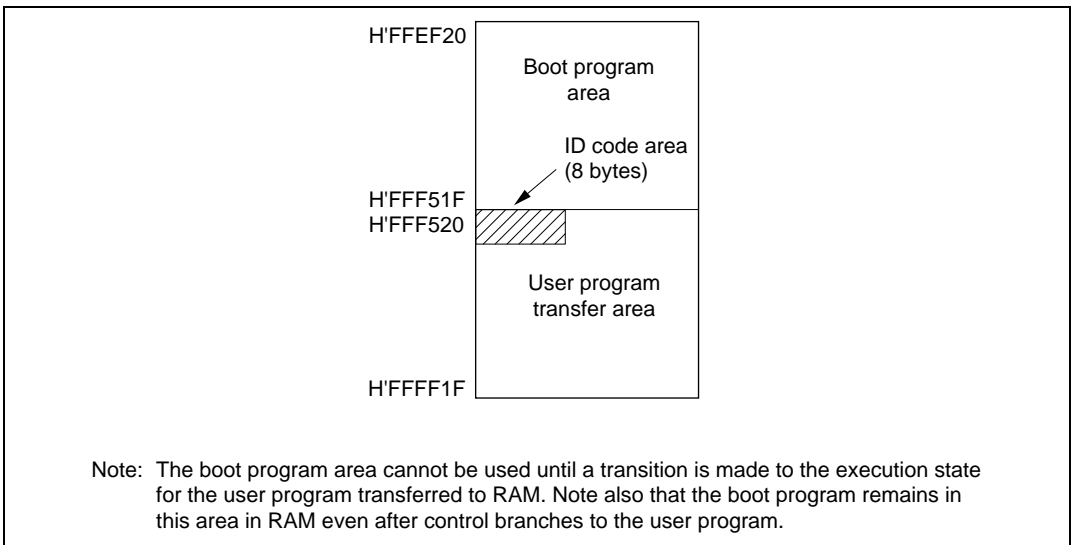 H'FFEF20
Boot program
area
ID code area
(8 bytes)
H'FFF51F
H'FFF520
User program
transfer area
H'FFFF1F
Note: The boot program area cannot be used until a transition is made to the execution state
for the user program transferred to RAM. Note also that the boot program remains in
this area in RAM even after control branches to the user program.